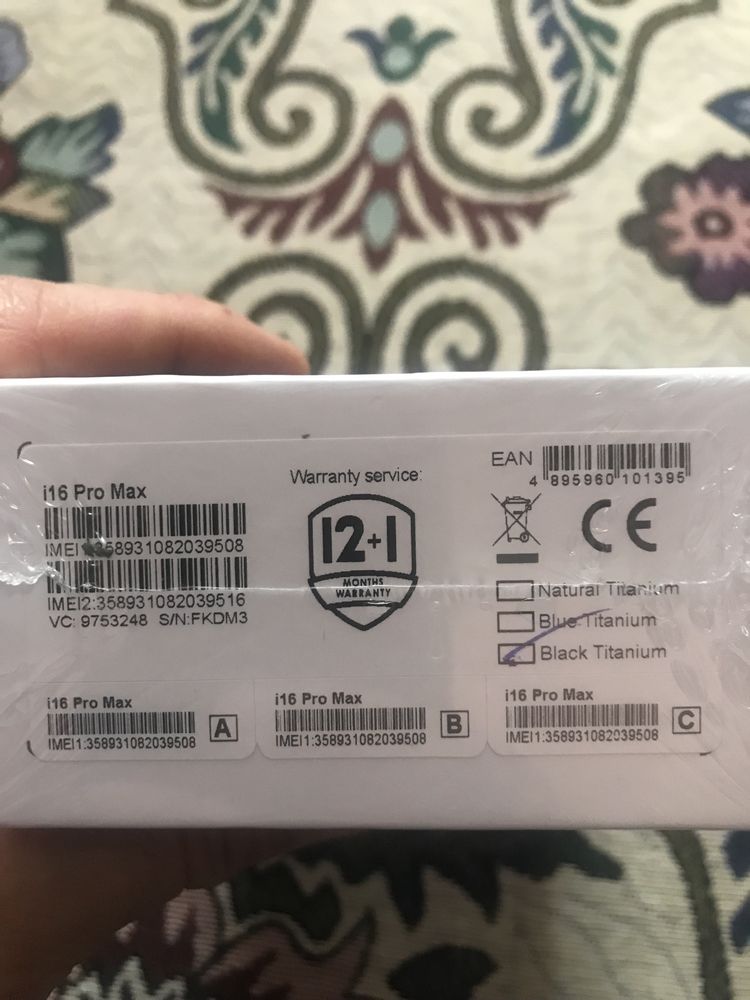 i16 Pro Max
IMEI1:358931082039508
IMEI2:358931082039516
VC: 9753248 S/N:FKDM3
Warranty service:
12+1
MONTHS
WARRANTY
EAN
4 895960 101395
CE
Natural Titanium
Blue Titanium
Black Titanium
i16 Pro Max
IMEI1:358931082039508
A
i16 Pro Max
IMEI1:358931082039508
B
i16 Pro Max
IMEI1:358931082039508
C